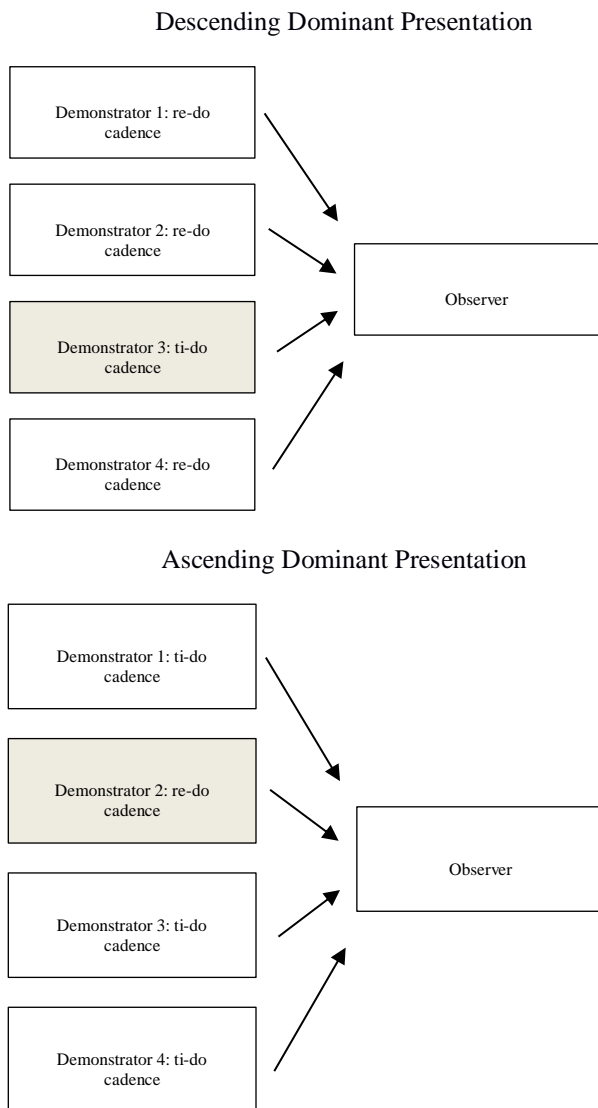 Descending Dominant Presentation
Demonstrator 1: re-do
cadence
Demonstrator 2: re-do
cadence
Demonstrator 3: ti-do
cadence
Demonstrator 4: re-do
cadence
Observer
Ascending Dominant Presentation
Demonstrator 1: ti-do
cadence
Demonstrator 2: re-do
cadence
Demonstrator 3: ti-do
cadence
Demonstrator 4: ti-do
cadence
Observer